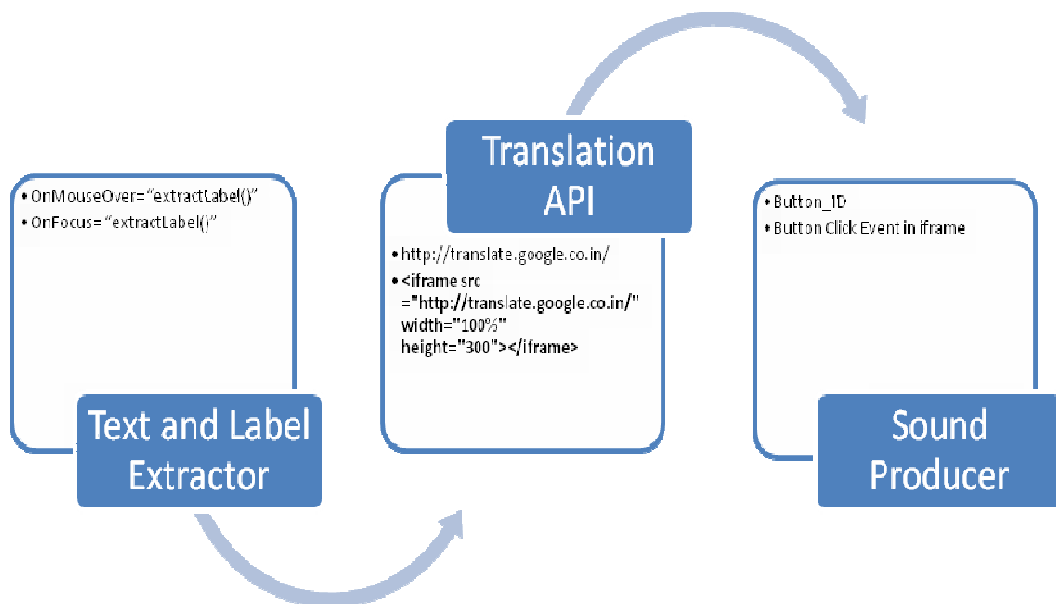 • OnMouseOver= “extractLabel()”
• OnFocus= “extractLabel()”
Text and Label
Extractor
Translation
API
• http://translate.google.co.in/
• <iframe src
="http://translate.google.co.in/"
width="100%"
height="300"></iframe>
• Button_ID
• Button Click Event in iframe
Sound
Producer